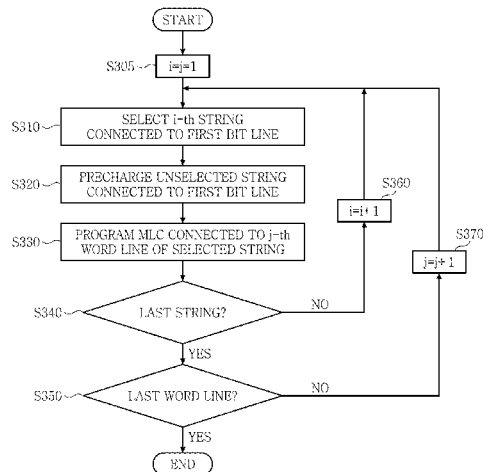 START
S305
i=j=1
S310
SELECT i-th STRING
CONNECTED TO FIRST BIT LINE
S320
PRECHARGE UNSELECTED STRING
CONNECTED TO FIRST BIT LINE
S360
i=i+1
S330
PROGRAM MLC CONNECTED TO j-th
WORD LINE OF SELECTED STRING
S370
j=j+1
S340
LAST STRING?
NO
YES
S350
LAST WORD LINE?
NO
YES
END